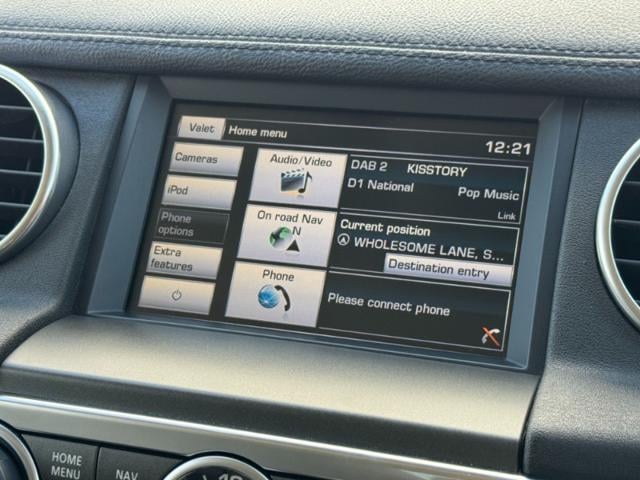 Valet
Home menu
12:21
Cameras
iPod
Phone
options
Extra
features
Audio/Video
DAB 2 KISSTORY
D1 National Pop Music
Link
On road Nav
N
Current position
WHOLESOME LANE, S...
Destination entry
Phone
Please connect phone
HOME
MENU
NAV